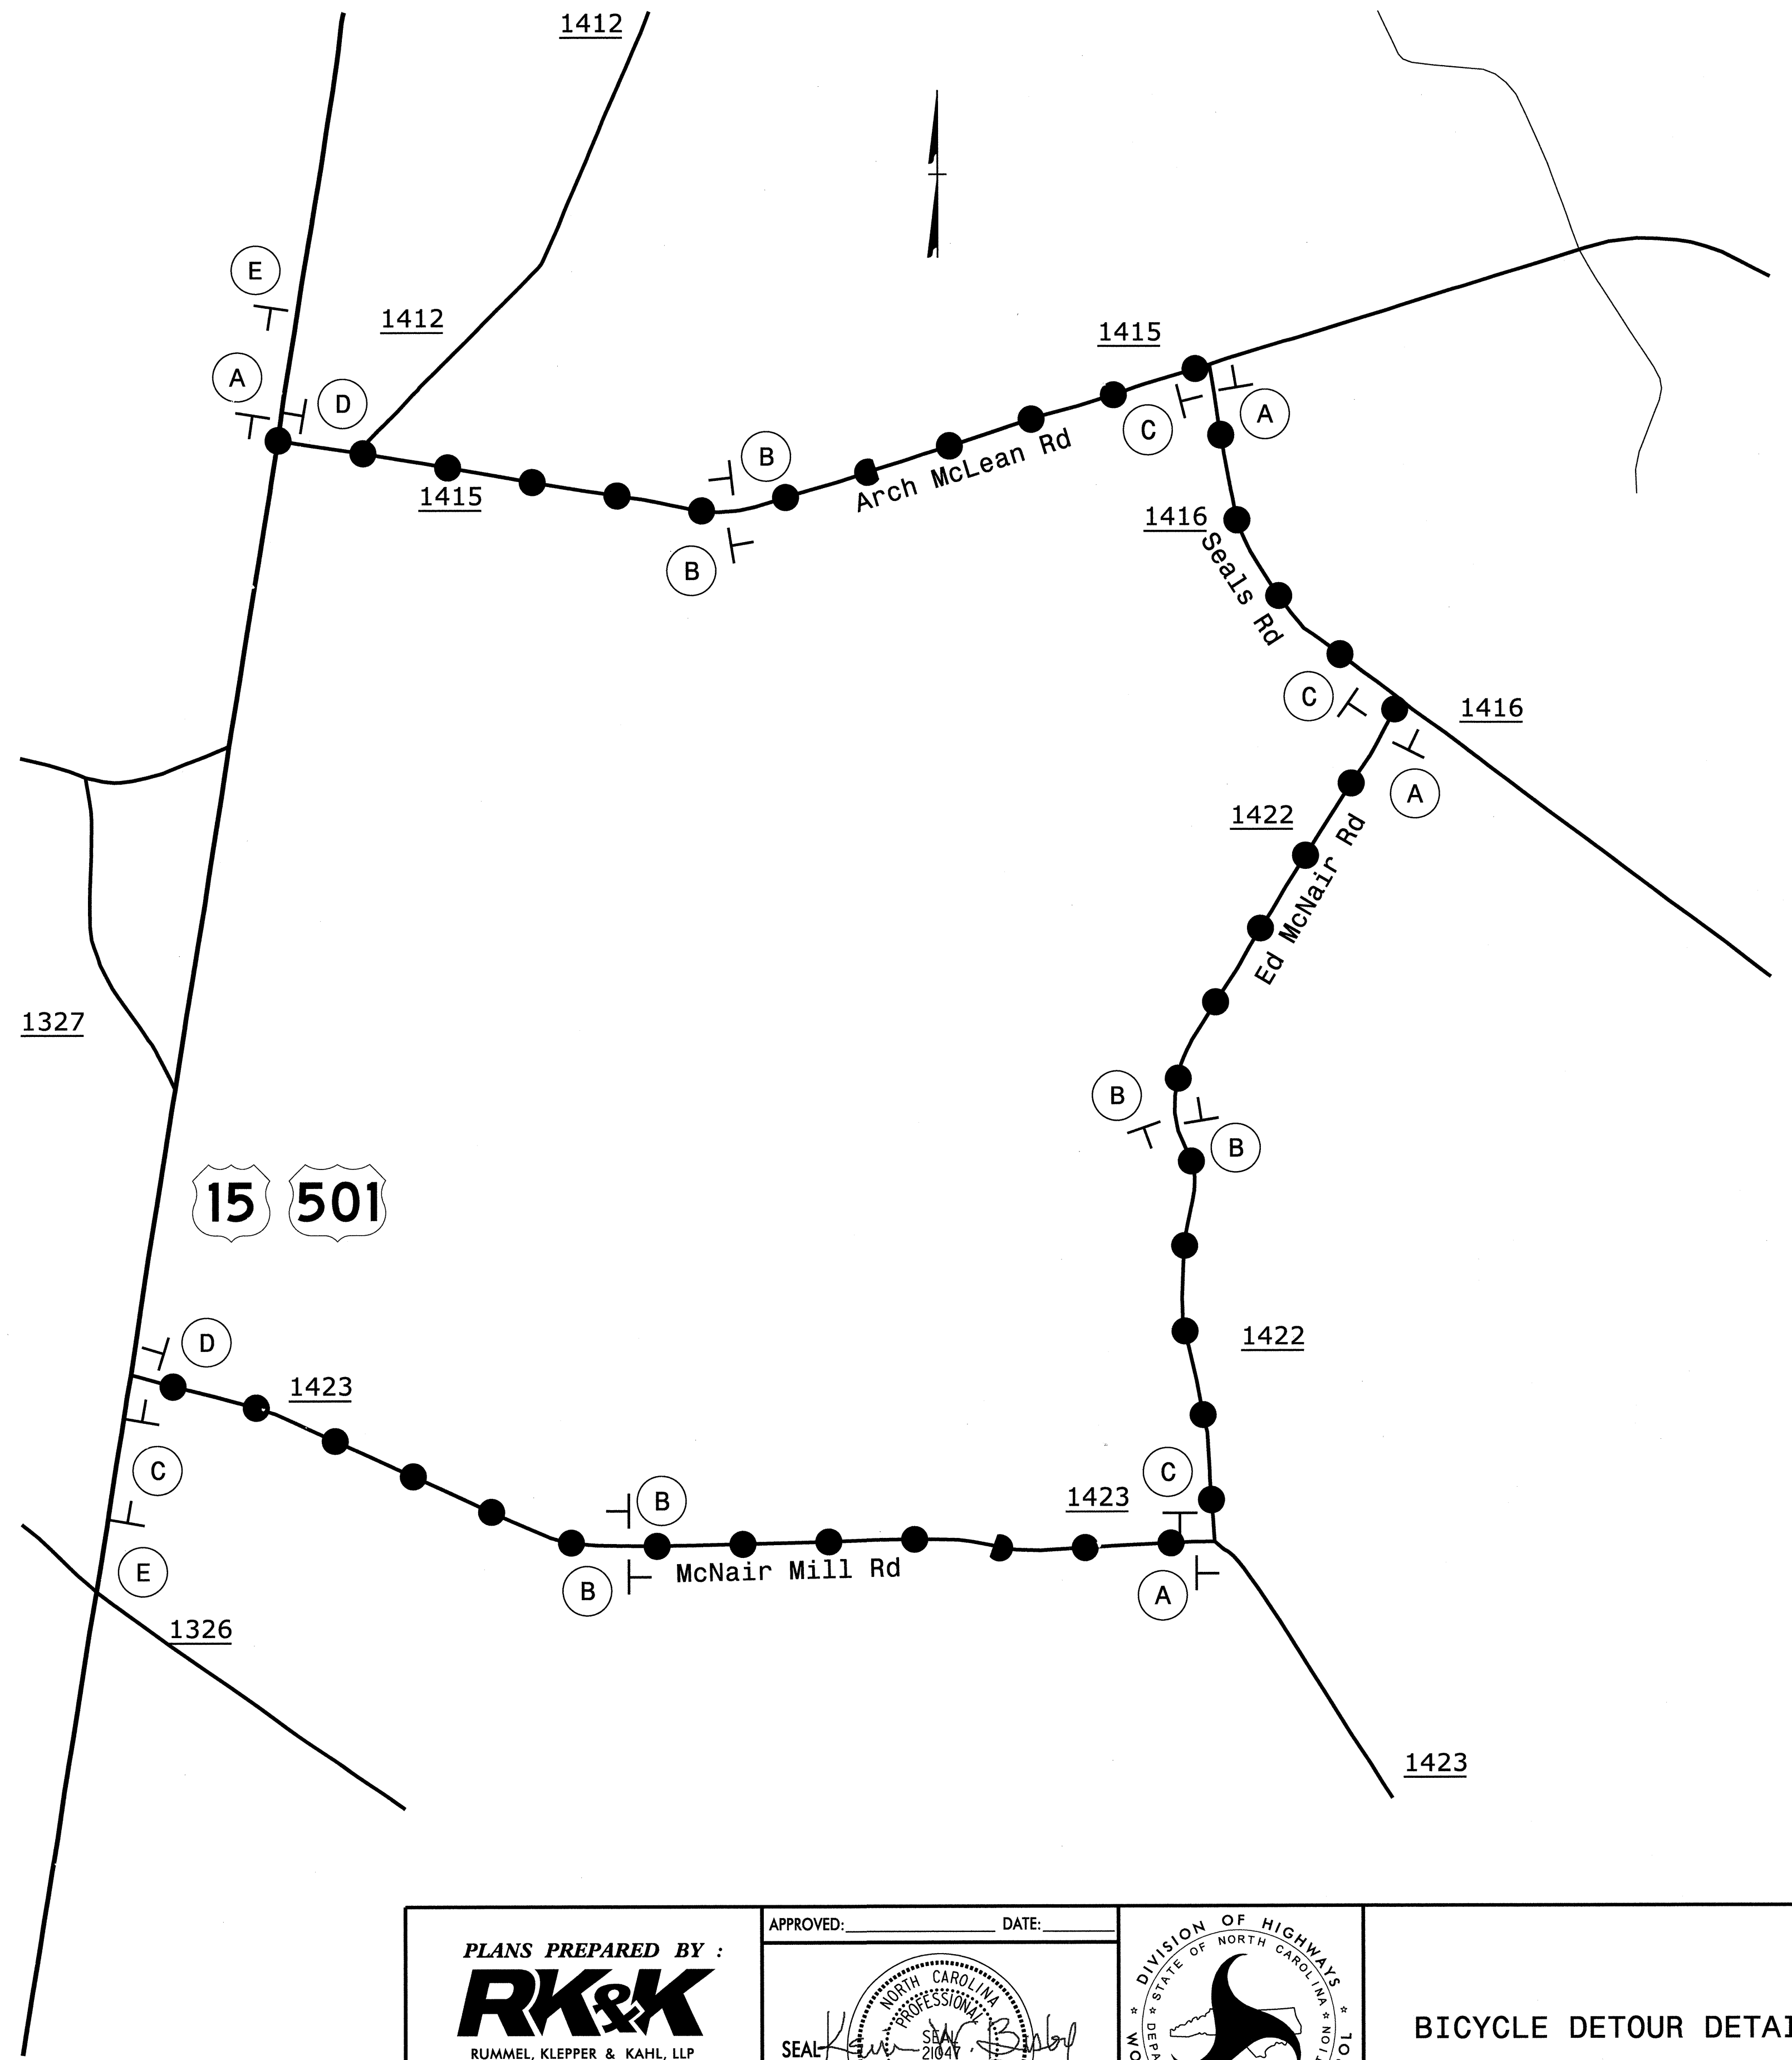 1412
E
1412
A
D
1415
B
C
A
Arch McLean Rd
1415
1416
B
Seals Rd
C
1416
A
1422
Ed McNair Rd
1327
B
B
15 501
1422
D
1423
C
C
1423
B
E
McNair Mill Rd
B
A
1326
1423
APPROVED: DATE:
PLANS PREPARED BY :
RK&K
RUMMEL, KLEPPER & KAHL, LLP
SEAL
NORTH CAROLINA
PROFESSIONAL
SEAL
21047
DIVISION OF HIGHWAYS
STATE OF NORTH CAROLINA
BICYCLE DETOUR DETAI